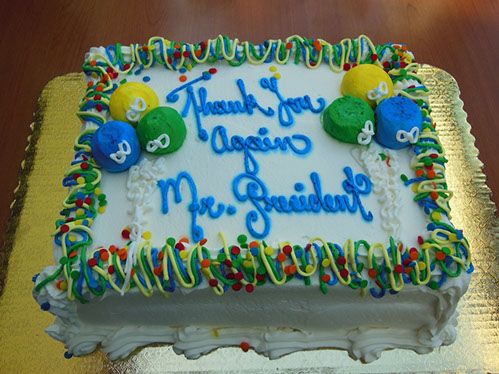 Thank You
Again
Mr. President